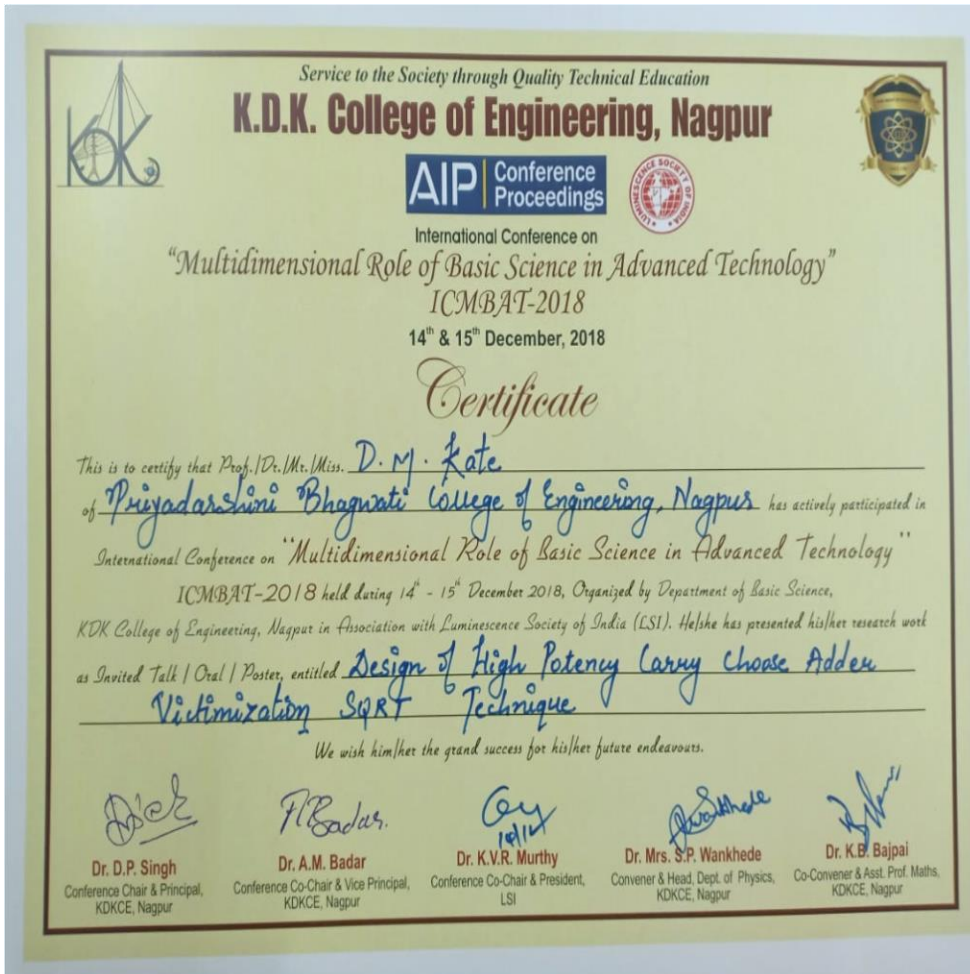 Service to the Society through Quality Technical Education
KDK
K.D.K. College of Engineering, Nagpur
AIP Conference
Proceedings
LUMINESCENCE SOCIETY OF INDIA
International Conference on
“Multidimensional Role of Basic Science in Advanced Technology”
ICMBAT-2018
14th & 15th December, 2018
Certificate
This is to certify that Prof./Dr./Mr./Miss. D. M. Kate
of Priyadarshini Bhagwati College of Engineering, Nagpur has actively participated in
International Conference on “Multidimensional Role of Basic Science in Advanced Technology”
ICMBAT-2018 held during 14th - 15th December 2018, Organized by Department of Basic Science,
KDK College of Engineering, Nagpur in Association with Luminescence Society of India (LSI). He/she has presented his/her research work
as Invited Talk / Oral / Poster, entitled Design of High Potency Carry Choose Adder
Victimization SQRT Technique
We wish him/her the grand success for his/her future endeavours.
Dr. D.P. Singh
Conference Chair & Principal,
KDKCE, Nagpur
Dr. A.M. Badar
Conference Co-Chair & Vice Principal,
KDKCE, Nagpur
Dr. K.V.R. Murthy
Conference Co-Chair & President,
LSI
Dr. Mrs. S.P. Wankhede
Convener & Head, Dept. of Physics,
KDKCE, Nagpur
Dr. K.B. Bajpai
Co-Convener & Asst. Prof. Maths,
KDKCE, Nagpur